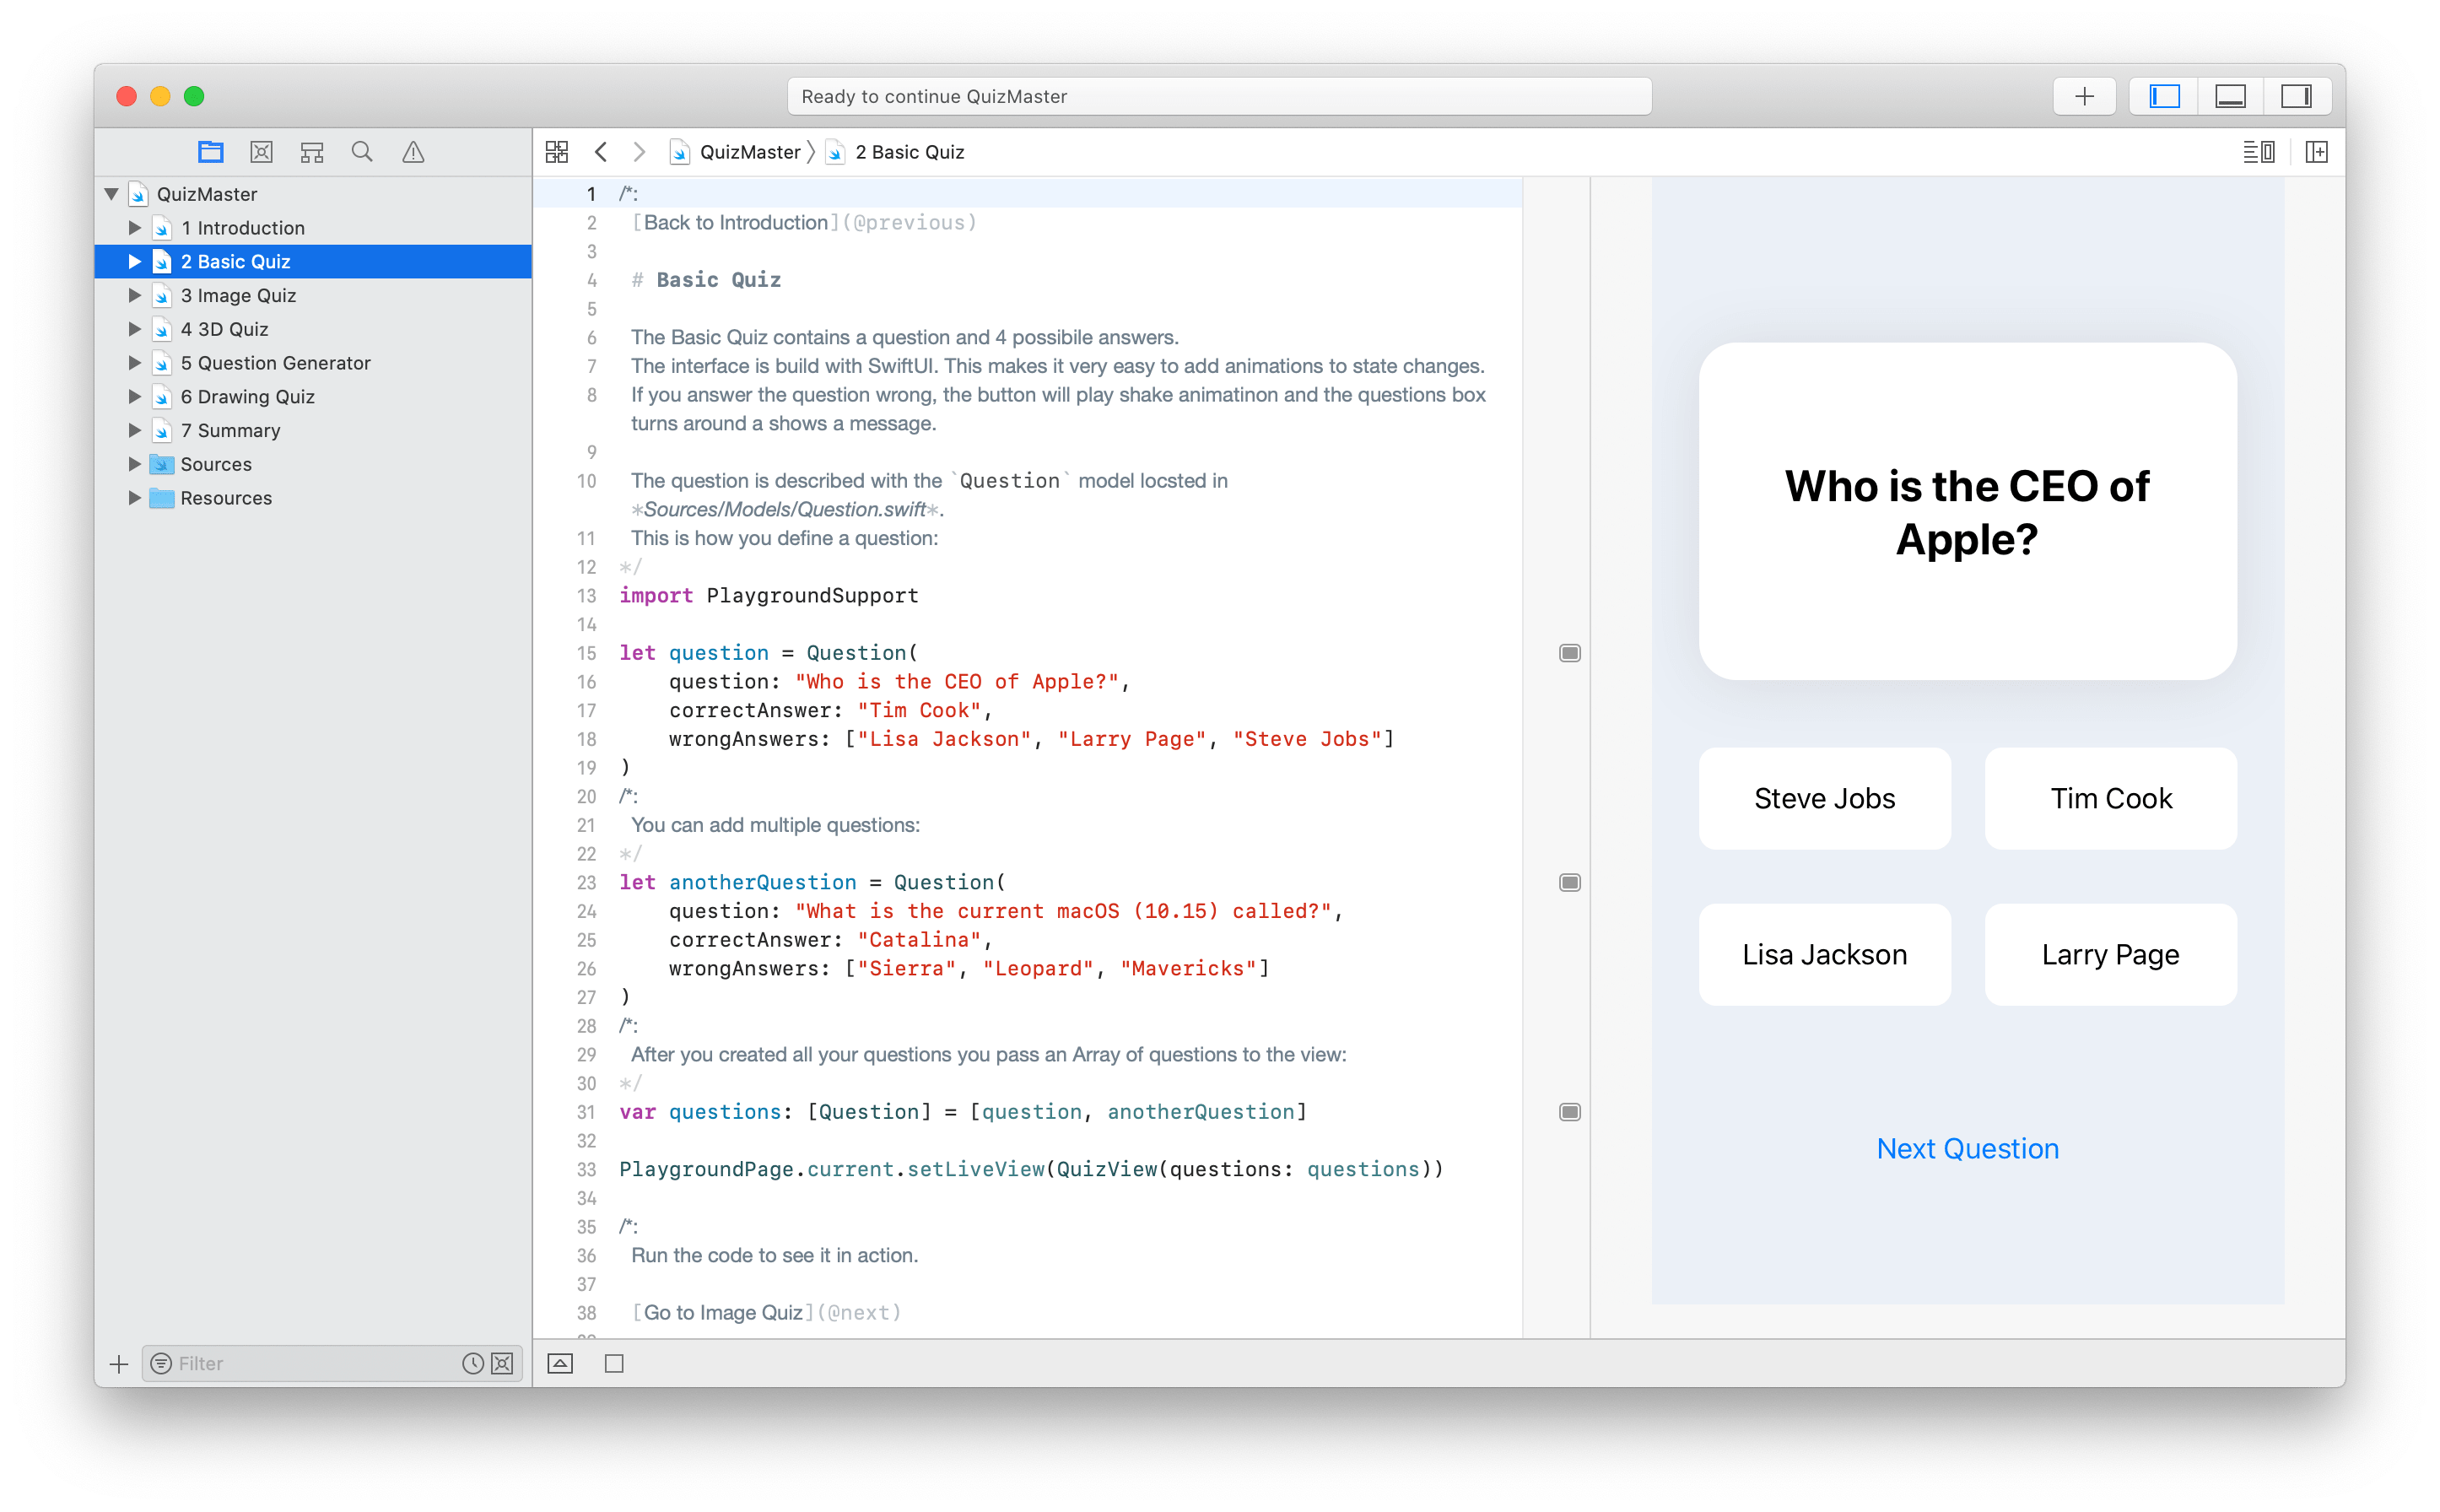 Ready to continue QuizMaster
QuizMaster
1 Introduction
2 Basic Quiz
3 Image Quiz
4 3D Quiz
5 Question Generator
6 Drawing Quiz
7 Summary
Sources
Resources
Filter
QuizMaster 〉 2 Basic Quiz
1 /*:
2 [Back to Introduction](@previous)
3
4 # Basic Quiz
5
6 The Basic Quiz contains a question and 4 possibile answers.
7 The interface is build with SwiftUI. This makes it very easy to add animations to state changes.
8 If you answer the question wrong, the button will play shake animatinon and the questions box
turns around a shows a message.
9
10 The question is described with the `Question` model locsted in
*Sources/Models/Question.swift*.
11 This is how you define a question:
12 */
13 import PlaygroundSupport
14
15 let question = Question(
16 question: "Who is the CEO of Apple?",
17 correctAnswer: "Tim Cook",
18 wrongAnswers: ["Lisa Jackson", "Larry Page", "Steve Jobs"]
19 )
20 /*:
21 You can add multiple questions:
22 */
23 let anotherQuestion = Question(
24 question: "What is the current macOS (10.15) called?",
25 correctAnswer: "Catalina",
26 wrongAnswers: ["Sierra", "Leopard", "Mavericks"]
27 )
28 /*:
29 After you created all your questions you pass an Array of questions to the view:
30 */
31 var questions: [Question] = [question, anotherQuestion]
32
33 PlaygroundPage.current.setLiveView(QuizView(questions: questions))
34
35 /*:
36 Run the code to see it in action.
37
38 [Go to Image Quiz](@next)
Who is the CEO of
Apple?
Steve Jobs
Tim Cook
Lisa Jackson
Larry Page
Next Question